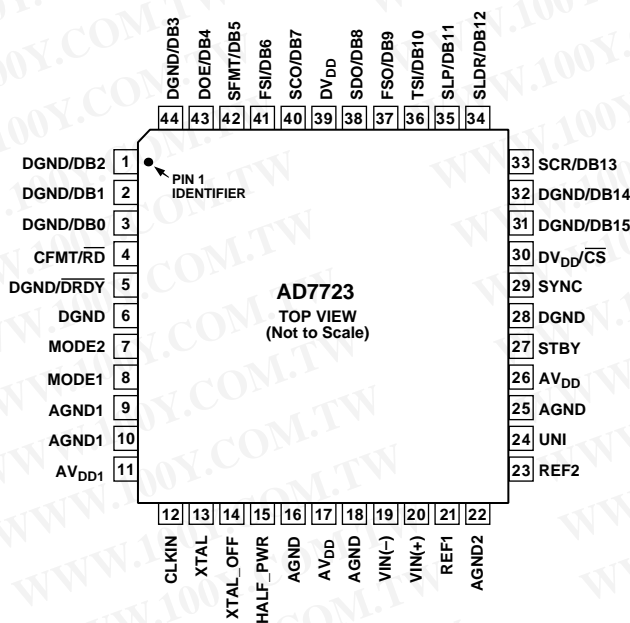 DGND/DB3
DOE/DB4
SFMT/DB5
FSI/DB6
SCO/DB7
DVDD
SDO/DB8
FSO/DB9
TSI/DB10
SLP/DB11
SLDR/DB12
44 43 42 41 40 39 38 37 36 35 34
DGND/DB2 1
DGND/DB1 2
DGND/DB0 3
CFMT/RD 4
DGND/DRDY 5
DGND 6
MODE2 7
MODE1 8
AGND1 9
AGND1 10
AVDD1 11
PIN 1
IDENTIFIER
AD7723
TOP VIEW
(Not to Scale)
33 SCR/DB13
32 DGND/DB14
31 DGND/DB15
30 DVDD/CS
29 SYNC
28 DGND
27 STBY
26 AVDD
25 AGND
24 UNI
23 REF2
12 13 14 15 16 17 18 19 20 21 22
CLKIN
XTAL
XTAL_OFF
HALF_PWR
AGND
AVDD
AGND
VIN(–)
VIN(+)
REF1
AGND2
WWW.100Y.COM.TW